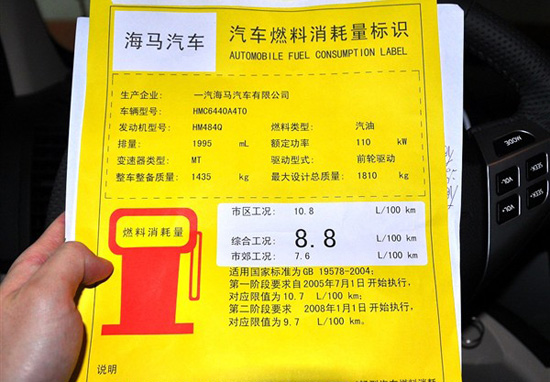 海马汽车
汽车燃料消耗量标识
AUTOMOBILE FUEL CONSUMPTION LABEL
生产企业: 一汽海马汽车有限公司
车辆型号: HMC6440A4T0
发动机型号: HM484Q 燃料类型: 汽油
排量: 1995 mL 额定功率: 110 kW
变速器类型: MT 驱动型式: 前轮驱动
整车整备质量: 1435 kg 最大设计总质量: 1810 kg
燃料消耗量
市区工况: 10.8 L/100 km
综合工况: 8.8 L/100 km
市郊工况: 7.6 L/100 km
适用国家标准为GB 19578-2004;
第一阶段要求自2005年7月1日开始执行,
对应限值为10.7 L/100 km;
第二阶段要求 2008年1月1日开始执行,
对应限值为9.7 L/100 km。
说明
MODE
SEEK
VOL
SEEK
VOL